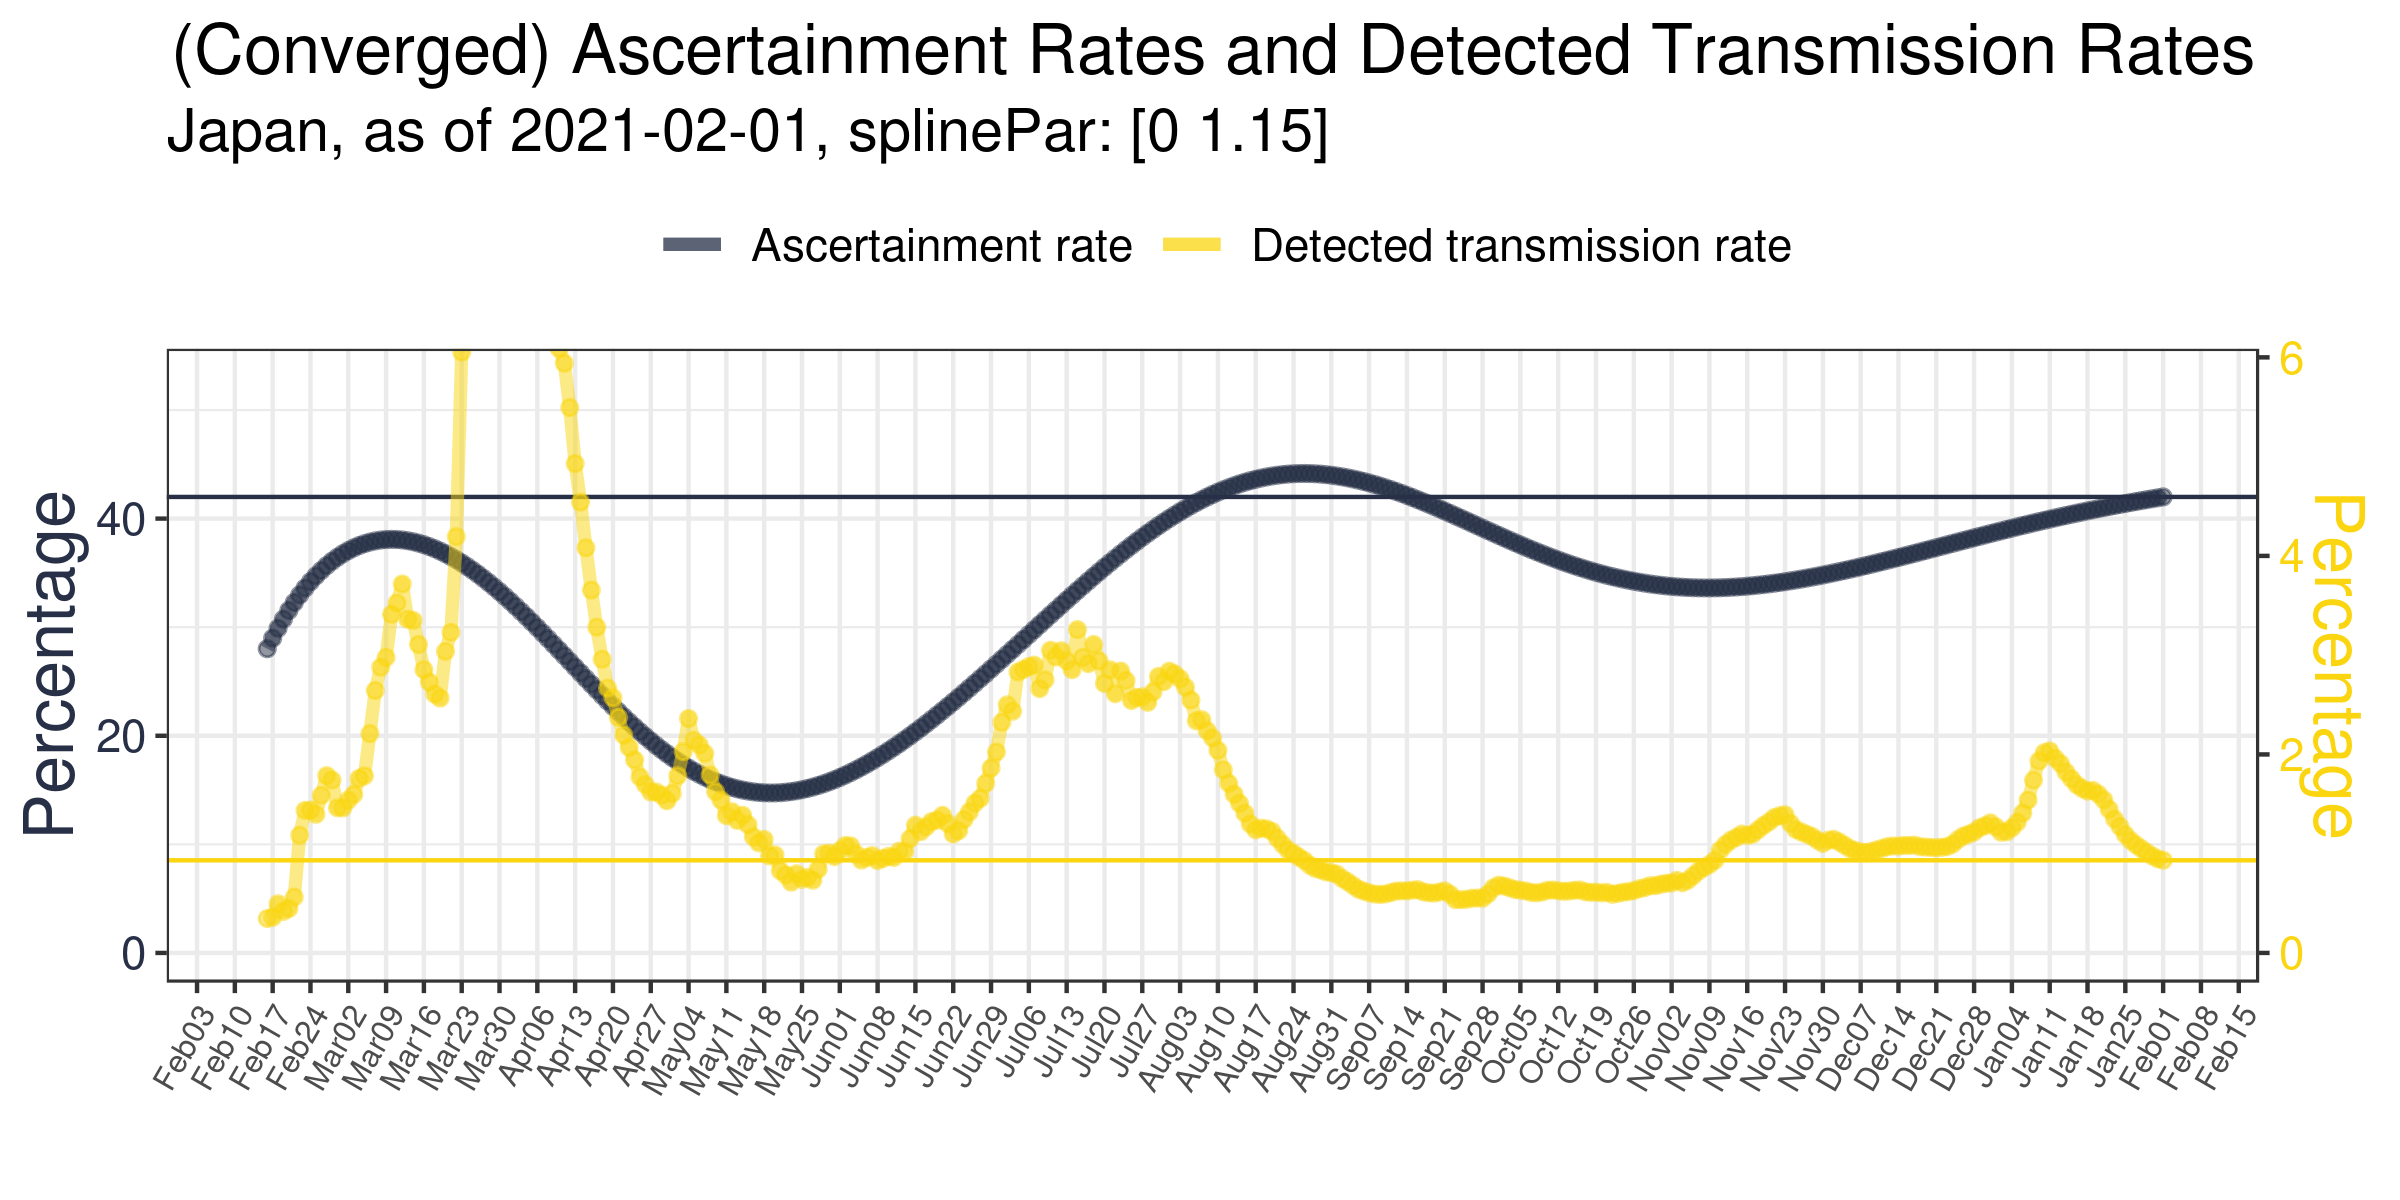 (Converged) Ascertainment Rates and Detected Transmission Rates
Japan, as of 2021-02-01, splinePar: [0 1.15]
Ascertainment rate
Detected transmission rate
Percentage
40
20
0
6
4
2
0
Percentage
Feb03
Feb10
Feb17
Feb24
Mar02
Mar09
Mar16
Mar23
Mar30
Apr06
Apr13
Apr20
Apr27
May04
May11
May18
May25
Jun01
Jun08
Jun15
Jun22
Jun29
Jul06
Jul13
Jul20
Jul27
Aug03
Aug10
Aug17
Aug24
Aug31
Sep07
Sep14
Sep21
Sep28
Oct05
Oct12
Oct19
Oct26
Nov02
Nov09
Nov16
Nov23
Nov30
Dec07
Dec14
Dec21
Dec28
Jan04
Jan11
Jan18
Jan25
Feb01
Feb08
Feb15